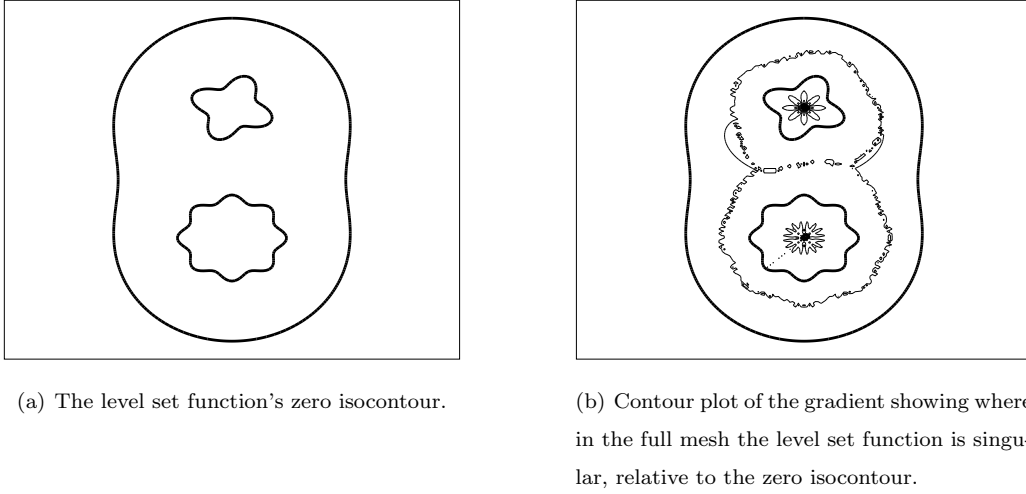 (a) The level set function's zero isocontour.
(b) Contour plot of the gradient showing where
in the full mesh the level set function is singu-
lar, relative to the zero isocontour.